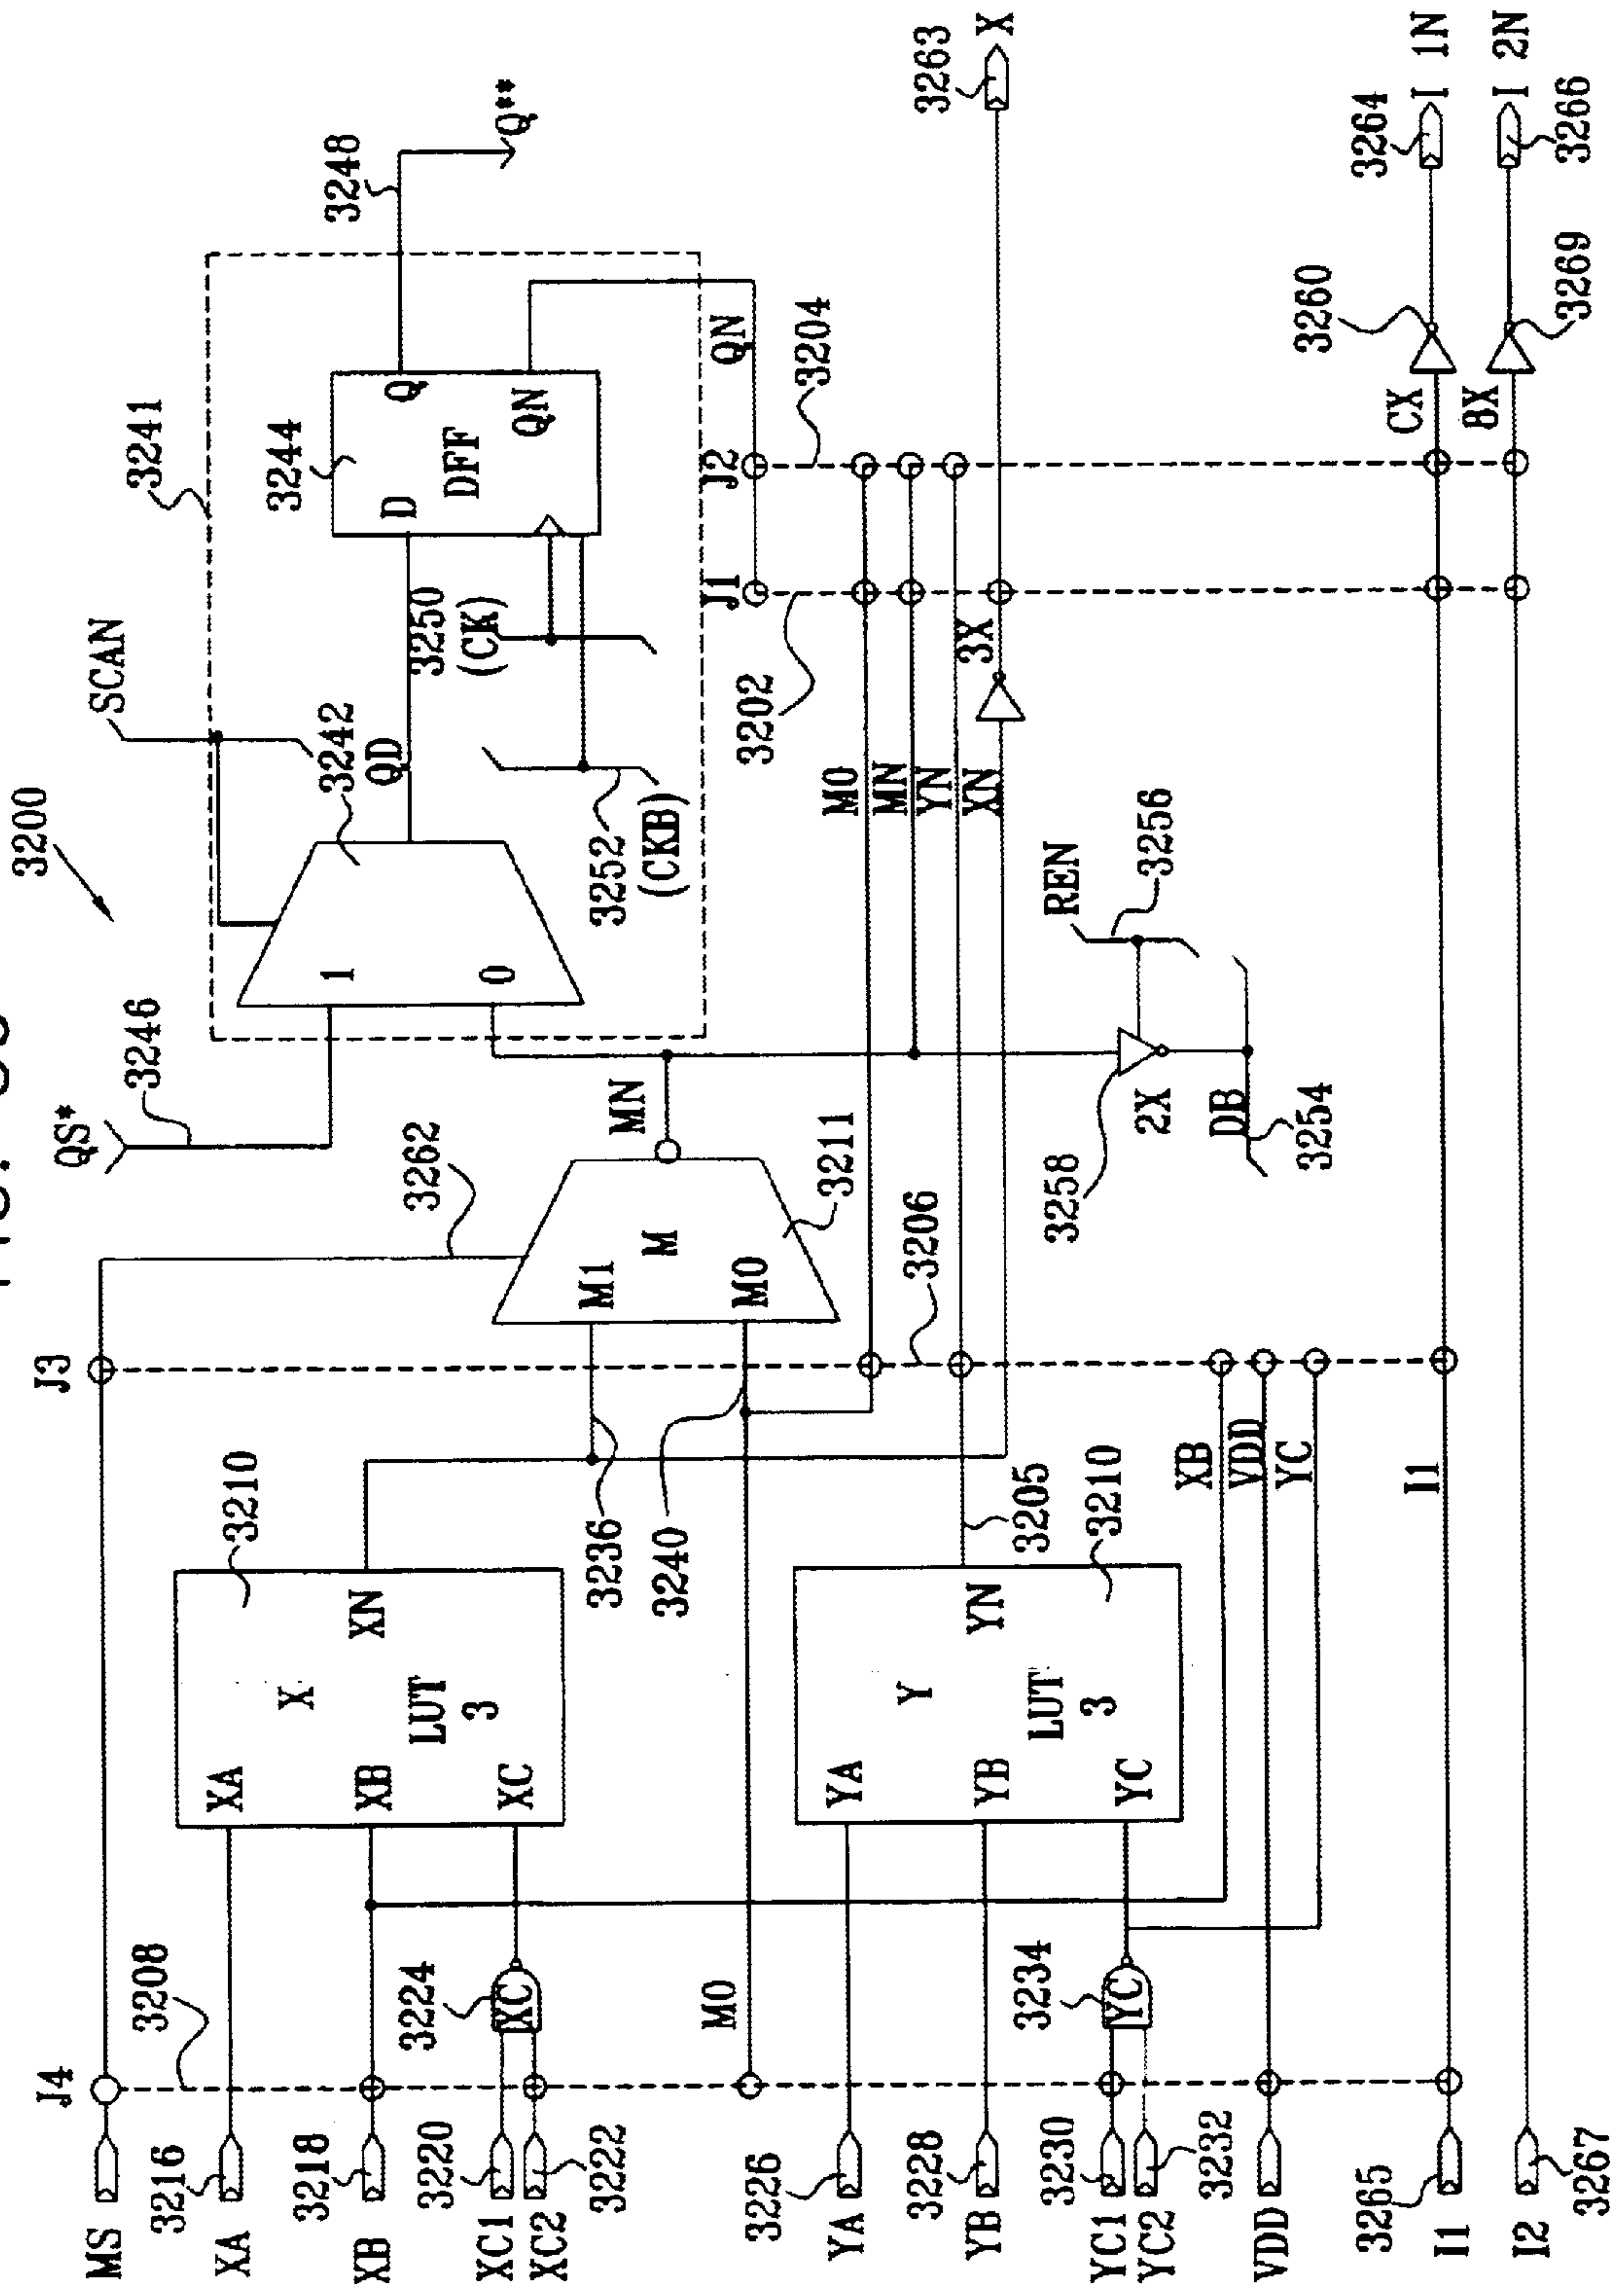 3200
SCAN
QS*
3246
3241
3242
QD
1
0
3244
D
Q
DFF
QN
3248
Q**
3250
(CK)
3252
(CKB)
QN
J1
J2
3202
3204
J3
3262
MN
M1
M
M0
3211
3236
3240
3206
M0
MN
YN
XN
3X
3263
X
REN
3256
3258
2X
DB
3254
J4
3208
MS
3216
XA
3218
XB
3220
XC1
XC2
3222
3224
XC
XA
XB
XC
X
LUT
3
XN
3210
M0
3226
YA
3228
YB
3230
YC1
YC2
3232
3234
YC
YA
YB
YC
Y
LUT
3
YN
3210
3205
XB
VDD
YC
VDD
3265
I1
I1
I2
3267
CX
8X
3260
3269
3264
I 1N
I 2N
3266